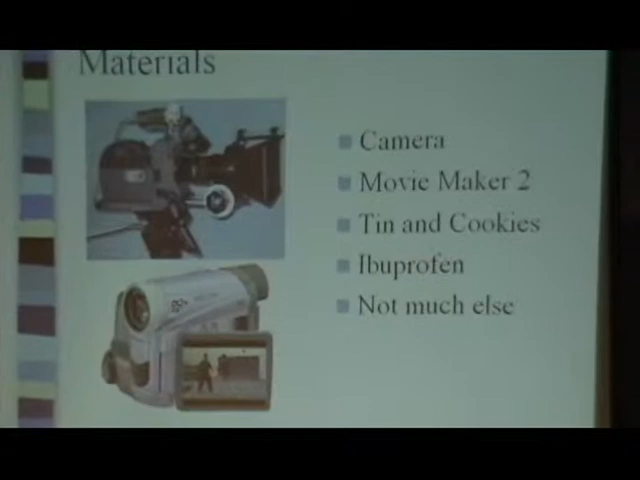 Materials
Camera
Movie Maker 2
Tin and Cookies
Ibuprofen
Not much else